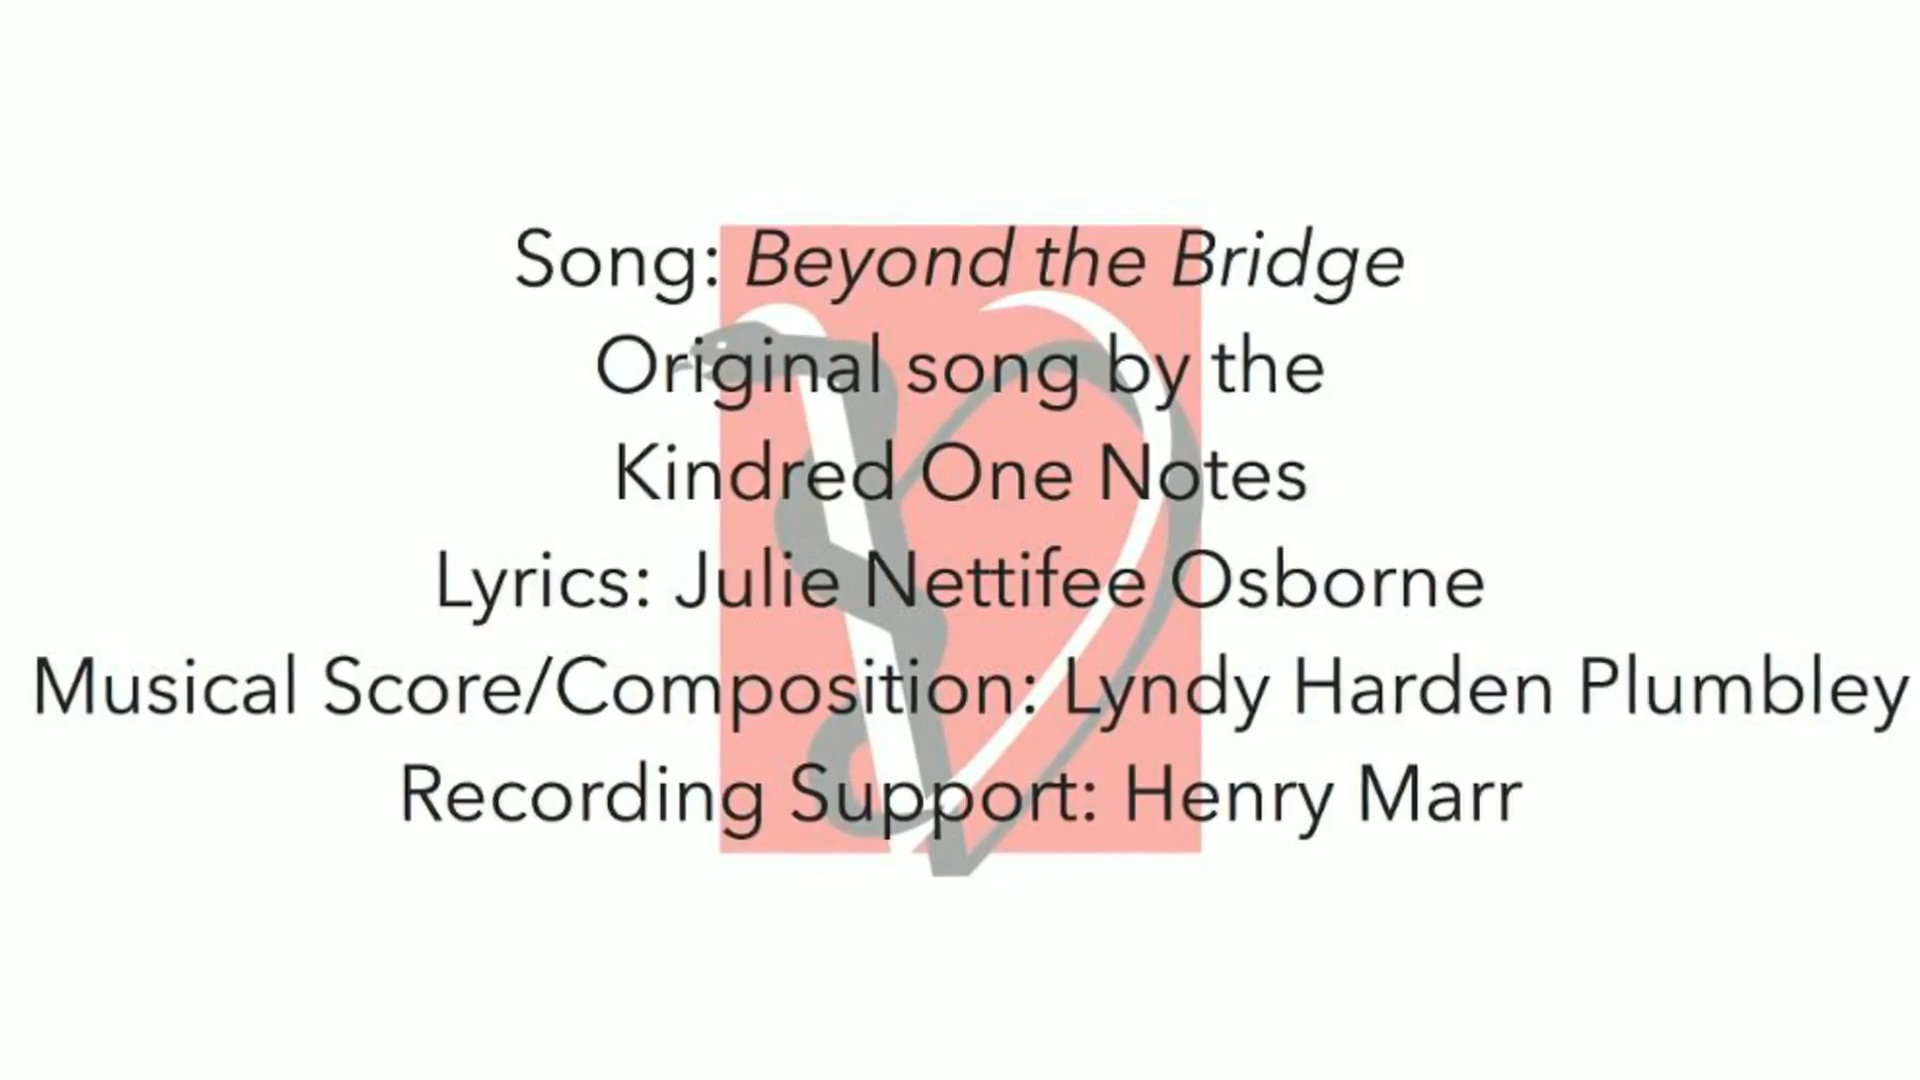 Song: Beyond the Bridge
Original song by the
Kindred One Notes
Lyrics: Julie Nettifee Osborne
Musical Score/Composition: Lyndy Harden Plumbley
Recording Support: Henry Marr